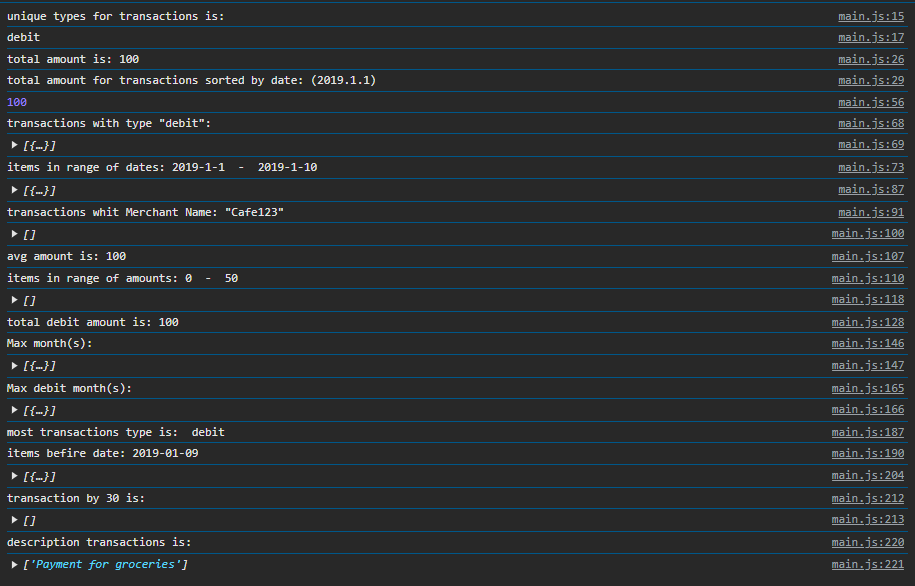 unique types for transactions is: main.js:15
debit main.js:17
total amount is: 100 main.js:26
total amount for transactions sorted by date: (2019.1.1) main.js:29
100 main.js:56
transactions with type "debit": main.js:68
▶ [{…}] main.js:69
items in range of dates: 2019-1-1  -  2019-1-10 main.js:73
▶ [{…}] main.js:87
transactions whit Merchant Name: "Cafe123" main.js:91
▶ [] main.js:100
avg amount is: 100 main.js:107
items in range of amounts: 0  -  50 main.js:110
▶ [] main.js:118
total debit amount is: 100 main.js:128
Max month(s): main.js:146
▶ [{…}] main.js:147
Max debit month(s): main.js:165
▶ [{…}] main.js:166
most transactions type is:  debit main.js:187
items befire date: 2019-01-09 main.js:190
▶ [{…}] main.js:204
transaction by 30 is: main.js:212
▶ [] main.js:213
description transactions is: main.js:220
▶ ['Payment for groceries'] main.js:221